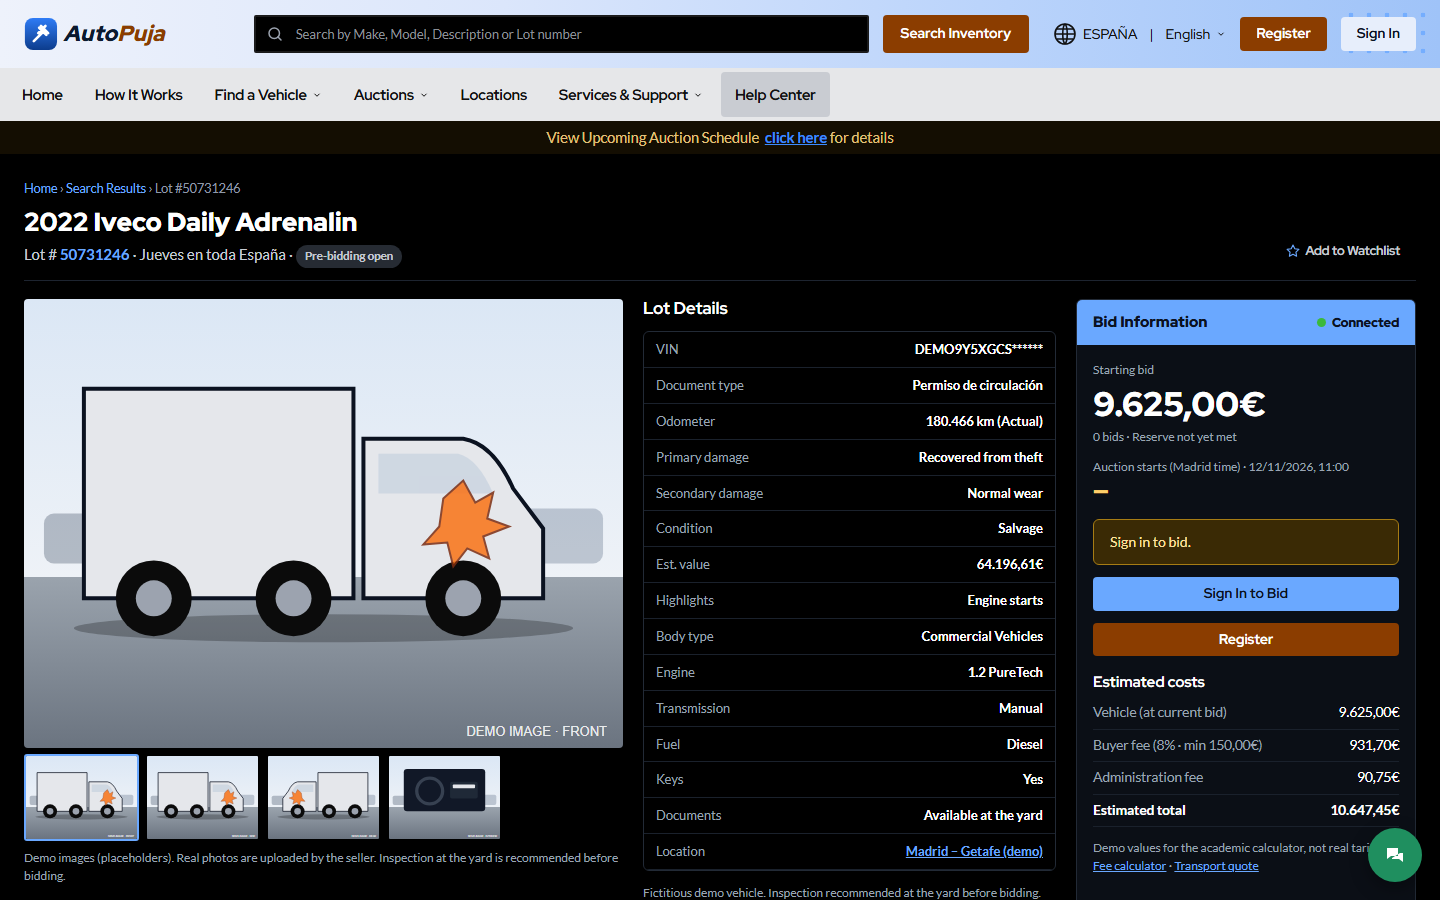 AutoPuja
Search by Make, Model, Description or Lot number
Search Inventory
ESPAÑA | English
Register
Sign In
Home
How It Works
Find a Vehicle
Auctions
Locations
Services & Support
Help Center
View Upcoming Auction Schedule click here for details
Home › Search Results › Lot #50731246
2022 Iveco Daily Adrenalin
Lot # 50731246 · Jueves en toda España · Pre-bidding open
Add to Watchlist
DEMO IMAGE · FRONT
Demo images (placeholders). Real photos are uploaded by the seller. Inspection at the yard is recommended before
bidding.
Lot Details
VIN DEMO9Y5XGCS******
Document type Permiso de circulación
Odometer 180.466 km (Actual)
Primary damage Recovered from theft
Secondary damage Normal wear
Condition Salvage
Est. value 64.196,61€
Highlights Engine starts
Body type Commercial Vehicles
Engine 1.2 PureTech
Transmission Manual
Fuel Diesel
Keys Yes
Documents Available at the yard
Location Madrid – Getafe (demo)
Fictitious demo vehicle. Inspection recommended at the yard before bidding.
Bid Information
Connected
Starting bid
9.625,00€
0 bids · Reserve not yet met
Auction starts (Madrid time) · 12/11/2026, 11:00
—
Sign in to bid.
Sign In to Bid
Register
Estimated costs
Vehicle (at current bid) 9.625,00€
Buyer fee (8% · min 150,00€) 931,70€
Administration fee 90,75€
Estimated total 10.647,45€
Demo values for the academic calculator, not real
Fee calculator · Transport quote